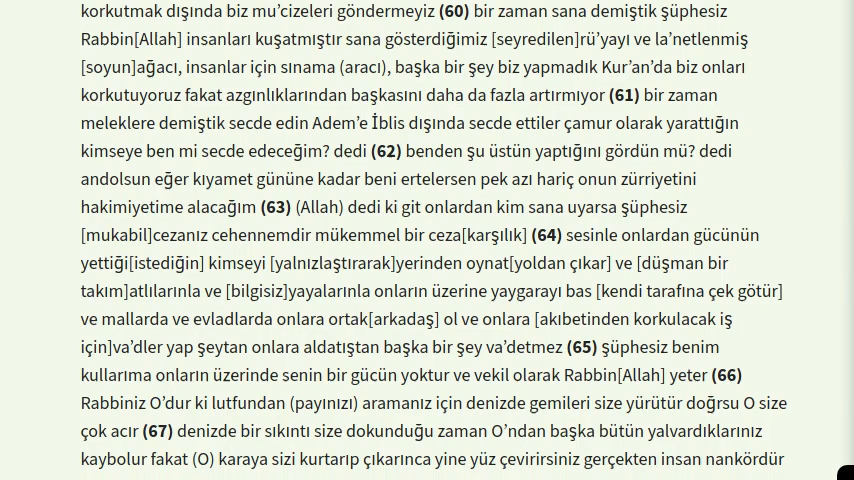 korkutmak dışında biz mu’cizeleri göndermeyiz (60) bir zaman sana demiştik şüphesiz
Rabbin[Allah] insanları kuşatmıştır sana gösterdiğimiz [seyredilen]rü’yayı ve la’netlenmiş
[soyun]ağacı, insanlar için sınama (aracı), başka bir şey biz yapmadık Kur’an’da biz onları
korkutuyoruz fakat azgınlıklarından başkasını daha da fazla artırmıyor (61) bir zaman
meleklere demiştik secde edin Adem’e İblis dışında secde ettiler çamur olarak yarattığın
kimseye ben mi secde edeceğim? dedi (62) benden şu üstün yaptığını gördün mü? dedi
andolsun eğer kıyamet gününe kadar beni ertelersen pek azı hariç onun zürriyetini
hakimiyetime alacağım (63) (Allah) dedi ki git onlardan kim sana uyarsa şüphesiz
[mukabil]cezanız cehennemdir mükemmel bir ceza[karşılık] (64) sesinle onlardan gücünün
yettiği[istediğin] kimseyi [yalnızlaştırarak]yerinden oynat[yoldan çıkar] ve [düşman bir
takım]atlılarınla ve [bilgisiz]yayalarınla onların üzerine yaygarayı bas [kendi tarafına çek götür]
ve mallarda ve evladlarda onlara ortak[arkadaş] ol ve onlara [akıbetinden korkulacak iş
için]va’dler yap şeytan onlara aldatıştan başka bir şey va’detmez (65) şüphesiz benim
kullarıma onların üzerinde senin bir gücün yoktur ve vekil olarak Rabbin[Allah] yeter (66)
Rabbiniz O’dur ki lutfundan (payınızı) aramanız için denizde gemileri size yürütür doğrsu O size
çok acır (67) denizde bir sıkıntı size dokunduğu zaman O’ndan başka bütün yalvardıklarınız
kaybolur fakat (O) karaya sizi kurtarıp çıkarınca yine yüz çevirirsiniz gerçekten insan nankördür